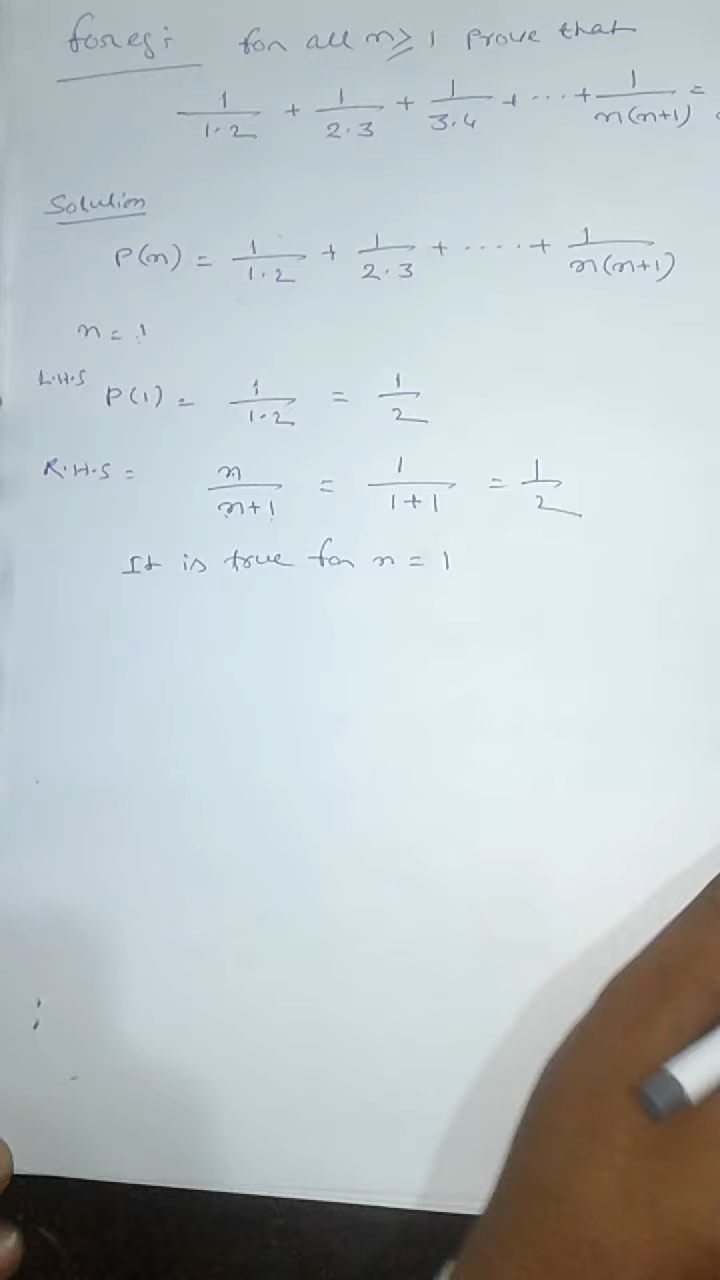 for eg:  for all n ≥ 1 prove that
1/1.2 + 1/2.3 + 1/3.4 + ... + 1/n(n+1) =
Solution
P(n) = 1/1.2 + 1/2.3 + .... + 1/n(n+1)
n = 1
L.H.S P(1) = 1/1.2 = 1/2
R.H.S = n/n+1 = 1/1+1 = 1/2
It is true for n = 1